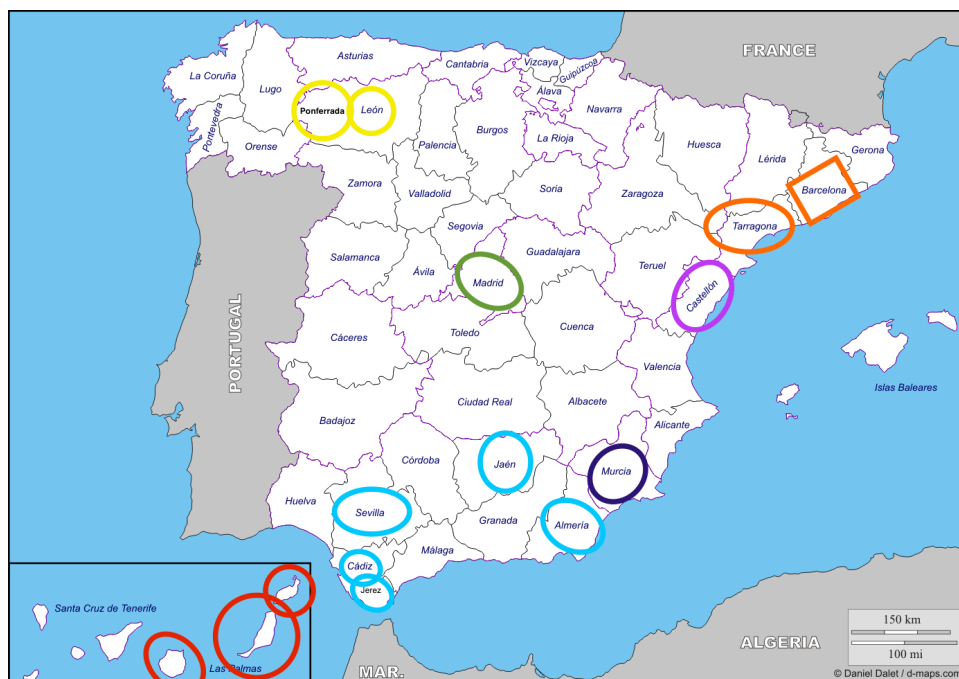 FRANCE
Asturias
Cantabria
Vizcaya
Guipúzcoa
La Coruña
Lugo
Álava
Navarra
Ponferrada
León
Pontevedra
Orense
Palencia
Burgos
La Rioja
Huesca
Lérida
Gerona
Barcelona
Zamora
Valladolid
Soria
Zaragoza
Tarragona
Segovia
Guadalajara
Salamanca
Ávila
Madrid
Teruel
Castellón
PORTUGAL
Cáceres
Toledo
Cuenca
Valencia
Islas Baleares
Badajoz
Ciudad Real
Albacete
Alicante
Córdoba
Jaén
Murcia
Huelva
Sevilla
Granada
Almería
Málaga
Cádiz
Jerez
Santa Cruz de Tenerife
Las Palmas
MAR.
ALGERIA
150 km
100 mi
© Daniel Dalet / d-maps.com